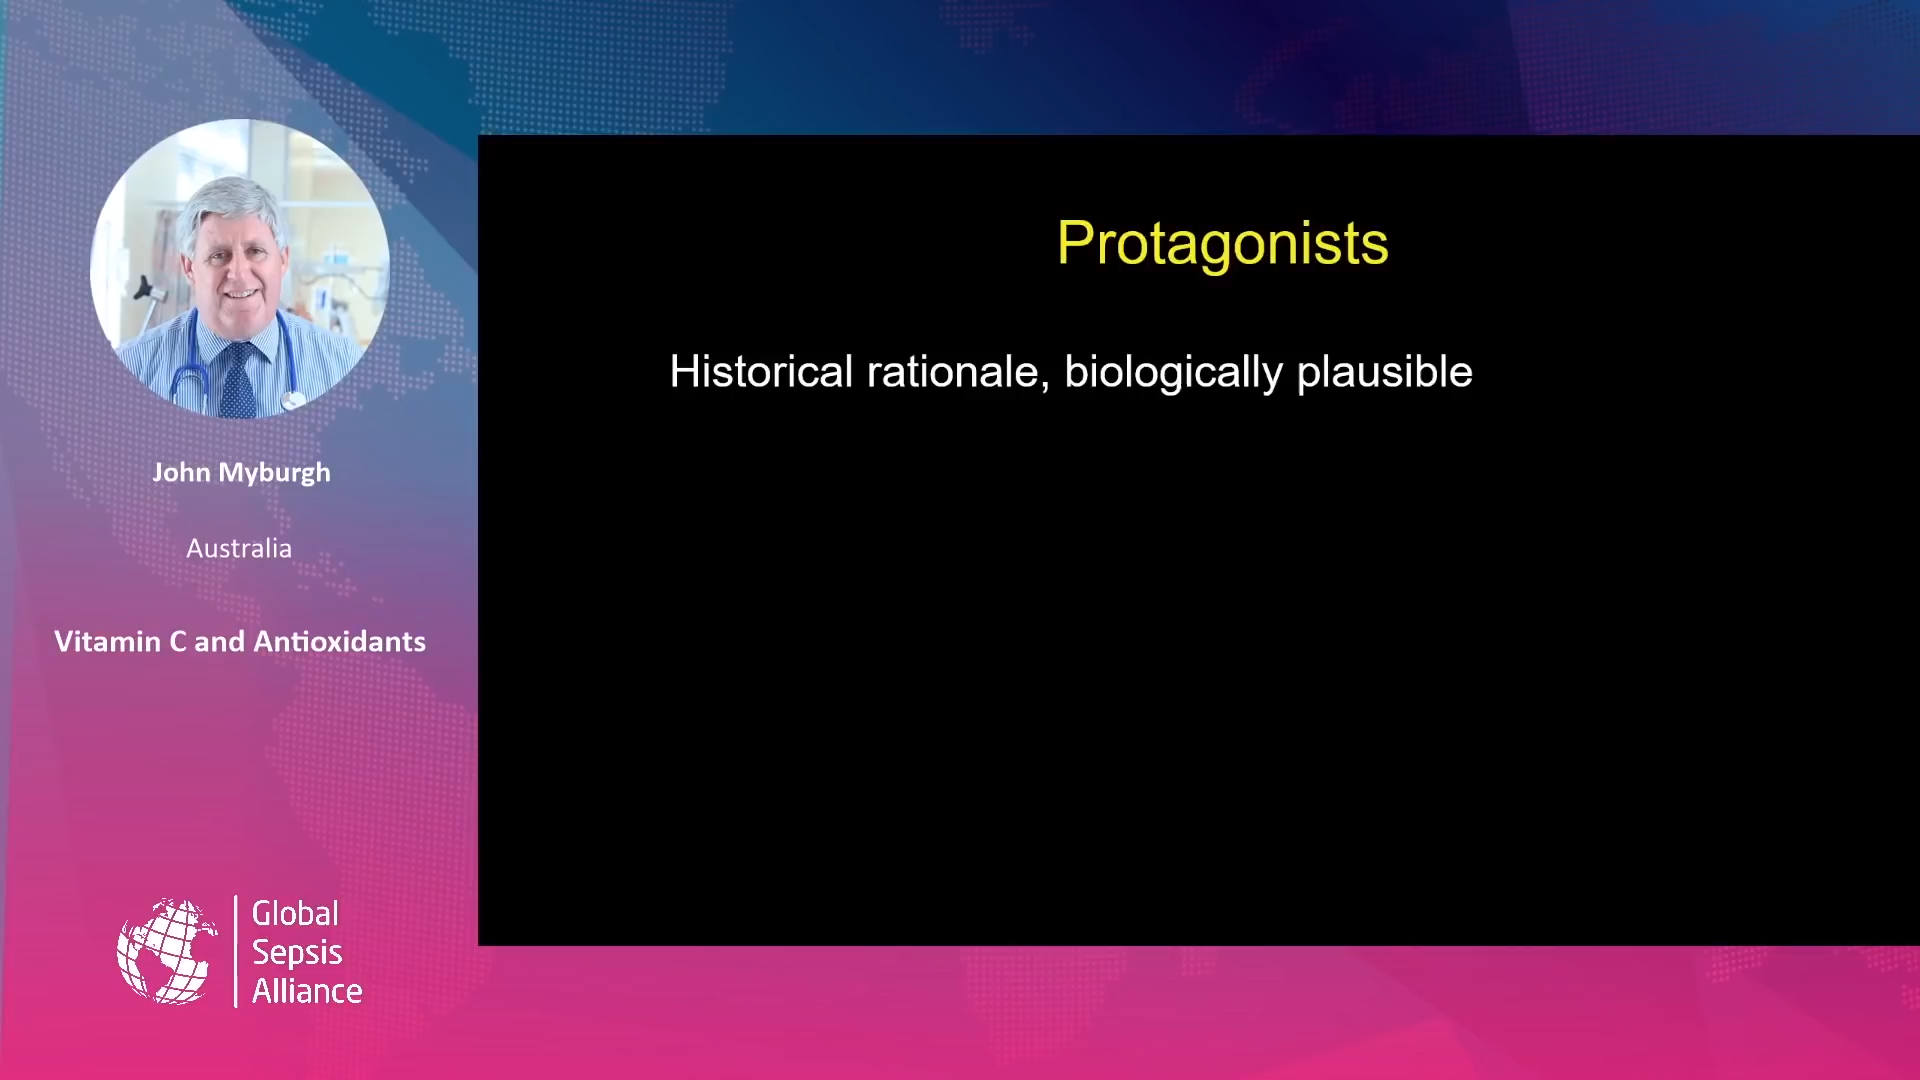 John Myburgh
Australia
Vitamin C and Antioxidants
Global
Sepsis
Alliance
Protagonists
Historical rationale, biologically plausible